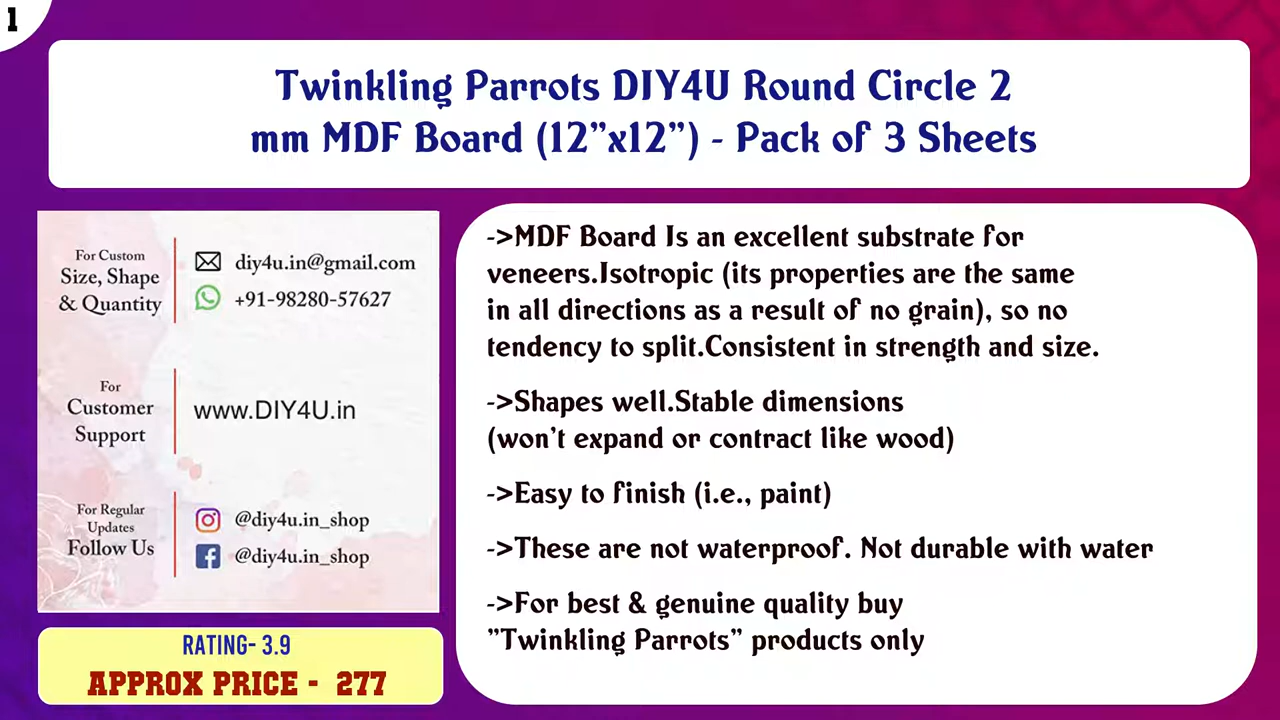 1
Twinkling Parrots DIY4U Round Circle 2
mm MDF Board (12”x12”) - Pack of 3 Sheets
For Custom
Size, Shape
& Quantity
diy4u.in@gmail.com
+91-98280-57627
For
Customer
Support
www.DIY4U.in
For Regular
Updates
Follow Us
@diy4u.in_shop
@diy4u.in_shop
RATING- 3.9
APPROX PRICE - 277
->MDF Board Is an excellent substrate for
veneers.Isotropic (its properties are the same
in all directions as a result of no grain), so no
tendency to split.Consistent in strength and size.
->Shapes well.Stable dimensions
(won’t expand or contract like wood)
->Easy to finish (i.e., paint)
->These are not waterproof. Not durable with water
->For best & genuine quality buy
”Twinkling Parrots” products only